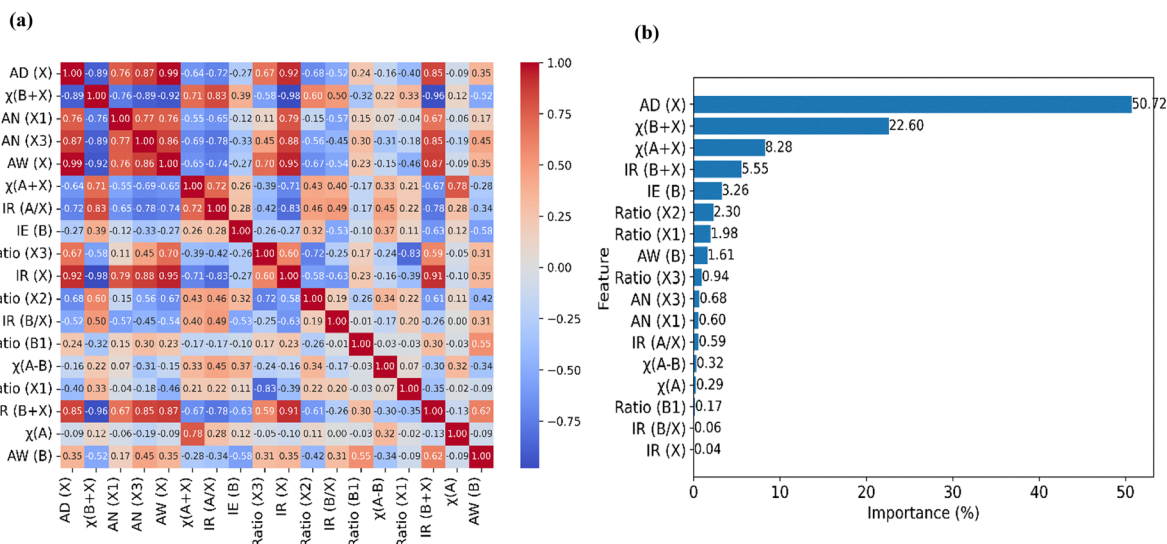 (a)
(b)
AD (X) 1.00 -0.89 0.76 0.87 0.99 -0.64 -0.72 -0.27 0.67 0.92 -0.68 -0.52 0.24 -0.16 -0.40 0.85 -0.09 0.35
χ(B+X) -0.89 1.00 -0.76 -0.89 -0.92 0.71 0.83 0.39 -0.58 -0.98 0.60 0.50 -0.32 0.22 0.33 -0.96 0.12 -0.52
AN (X1) 0.76 -0.76 1.00 0.77 0.76 -0.55 -0.65 -0.12 0.11 0.79 -0.15 -0.57 0.15 0.07 -0.04 0.67 -0.06 0.17
AN (X3) 0.87 -0.89 0.77 1.00 0.86 -0.69 -0.78 -0.33 0.45 0.88 -0.56 -0.45 0.30 -0.31 -0.18 0.85 -0.19 0.45
AW (X) 0.99 -0.92 0.76 0.86 1.00 -0.65 -0.74 -0.27 0.70 0.95 -0.67 -0.54 0.23 -0.15 -0.46 0.87 -0.09 0.35
χ(A+X) -0.64 0.71 -0.55 -0.69 -0.65 1.00 0.72 0.26 -0.39 -0.71 0.43 0.40 -0.17 0.33 0.21 -0.67 0.78 -0.28
IR (A/X) -0.72 0.83 -0.65 -0.78 -0.74 0.72 1.00 0.28 -0.42 -0.83 0.46 0.49 -0.17 0.45 0.22 -0.78 0.28 -0.34
IE (B) -0.27 0.39 -0.12 -0.33 -0.27 0.26 0.28 1.00 -0.26 -0.27 0.32 -0.53 -0.10 0.37 0.11 -0.63 0.12 -0.58
atio (X3) 0.67 -0.58 0.11 0.45 0.70 -0.39 -0.42 -0.26 1.00 0.60 -0.72 -0.25 0.17 -0.24 -0.83 0.59 -0.05 0.31
IR (X) 0.92 -0.98 0.79 0.88 0.95 -0.71 -0.83 -0.27 0.60 1.00 -0.58 -0.63 0.23 -0.16 -0.39 0.91 -0.10 0.35
atio (X2) -0.68 0.60 -0.15 -0.56 -0.67 0.43 0.46 0.32 -0.72 -0.58 1.00 0.19 -0.26 0.34 0.22 -0.61 0.11 -0.42
IR (B/X) -0.52 0.50 -0.57 -0.45 -0.54 0.40 0.49 -0.53 -0.25 -0.63 0.19 1.00 -0.01 -0.17 0.20 -0.26 0.00 0.31
atio (B1) 0.24 -0.32 0.15 0.30 0.23 -0.17 -0.17 -0.10 0.17 0.23 -0.26 -0.01 1.00 -0.03 -0.03 0.30 -0.03 0.55
χ(A-B) -0.16 0.22 0.07 -0.31 -0.15 0.33 0.45 0.37 -0.24 -0.16 0.34 -0.17 -0.03 1.00 0.07 -0.30 0.32 -0.34
atio (X1) -0.40 0.33 -0.04 -0.18 -0.46 0.21 0.22 0.11 -0.83 -0.39 0.22 0.20 -0.03 0.07 1.00 -0.35 -0.02 -0.09
R (B+X) 0.85 -0.96 0.67 0.85 0.87 -0.67 -0.78 -0.63 0.59 0.91 -0.61 -0.26 0.30 -0.30 -0.35 1.00 -0.13 0.62
χ(A) -0.09 0.12 -0.06 -0.19 -0.09 0.78 0.28 0.12 -0.05 -0.10 0.11 0.00 -0.03 0.32 -0.02 -0.13 1.00 -0.09
AW (B) 0.35 -0.52 0.17 0.45 0.35 -0.28 -0.34 -0.58 0.31 0.35 -0.42 0.31 0.55 -0.34 -0.09 0.62 -0.09 1.00
AD (X) χ(B+X) AN (X1) AN (X3) AW (X) χ(A+X) IR (A/X) IE (B) Ratio (X3) IR (X) Ratio (X2) IR (B/X) Ratio (B1) χ(A-B) Ratio (X1) IR (B+X) χ(A) AW (B)
1.00
0.75
0.50
0.25
0.00
−0.25
−0.50
−0.75
Feature
AD (X) 50.72
χ(B+X) 22.60
χ(A+X) 8.28
IR (B+X) 5.55
IE (B) 3.26
Ratio (X2) 2.30
Ratio (X1) 1.98
AW (B) 1.61
Ratio (X3) 0.94
AN (X3) 0.68
AN (X1) 0.60
IR (A/X) 0.59
χ(A-B) 0.32
χ(A) 0.29
Ratio (B1) 0.17
IR (B/X) 0.06
IR (X) 0.04
0 10 20 30 40 50
Importance (%)